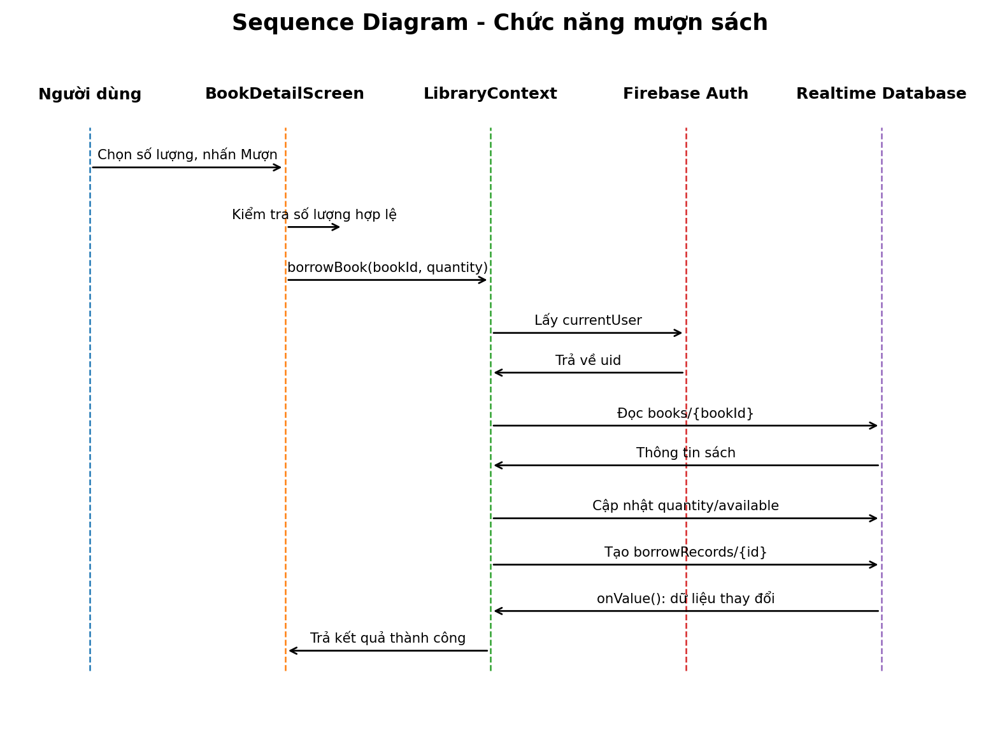 Sequence Diagram - Chức năng mượn sách
Người dùng
BookDetailScreen
LibraryContext
Firebase Auth
Realtime Database
Chọn số lượng, nhấn Mượn
Kiểm tra số lượng hợp lệ
borrowBook(bookId, quantity)
Lấy currentUser
Trả về uid
Đọc books/{bookId}
Thông tin sách
Cập nhật quantity/available
Tạo borrowRecords/{id}
onValue(): dữ liệu thay đổi
Trả kết quả thành công